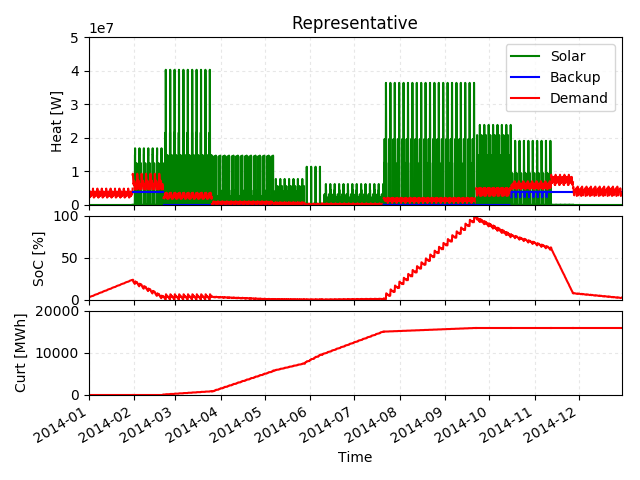 Representative
1e7
5
4
3
2
1
0
Heat [W]
Solar
Backup
Demand
100
50
0
SoC [%]
20000
10000
0
Curt [MWh]
2014-01
2014-02
2014-03
2014-04
2014-05
2014-06
2014-07
2014-08
2014-09
2014-10
2014-11
2014-12
Time